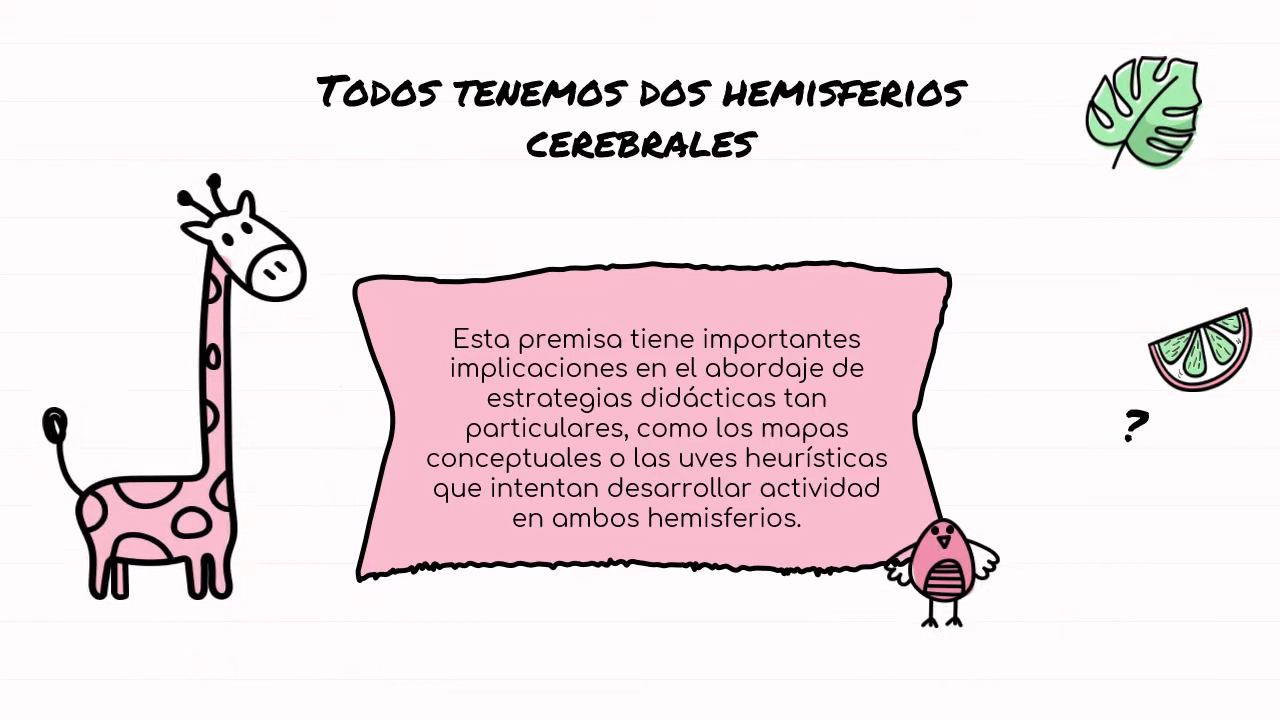 Todos tenemos dos hemisferios
cerebrales
Esta premisa tiene importantes
implicaciones en el abordaje de
estrategias didácticas tan
particulares, como los mapas
conceptuales o las uves heurísticas
que intentan desarrollar actividad
en ambos hemisferios.
?